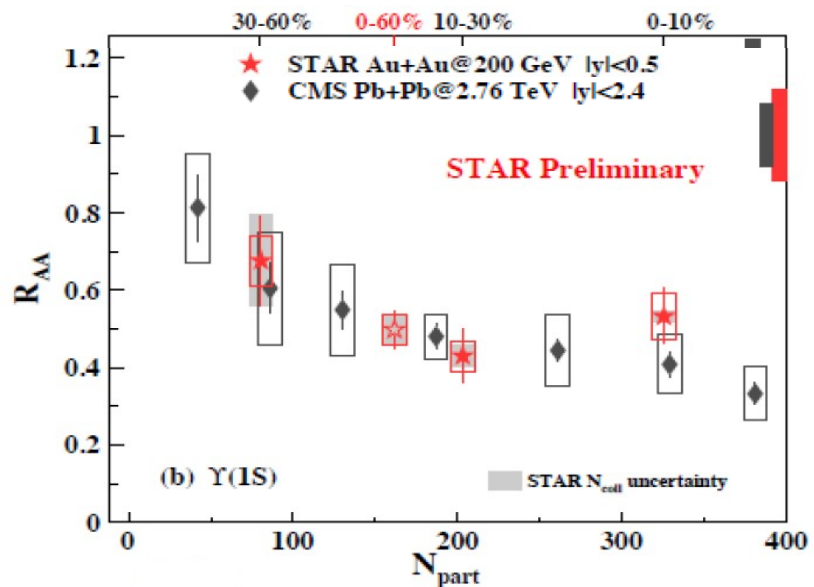 30-60% 0-60% 10-30% 0-10%
STAR Au+Au@200 GeV |y|<0.5
CMS Pb+Pb@2.76 TeV |y|<2.4
STAR Preliminary
R_AA
1.2
1
0.8
0.6
0.4
0.2
0
(b) ϒ(1S)
STAR N_coll uncertainty
0 100 200 300 400
N_part